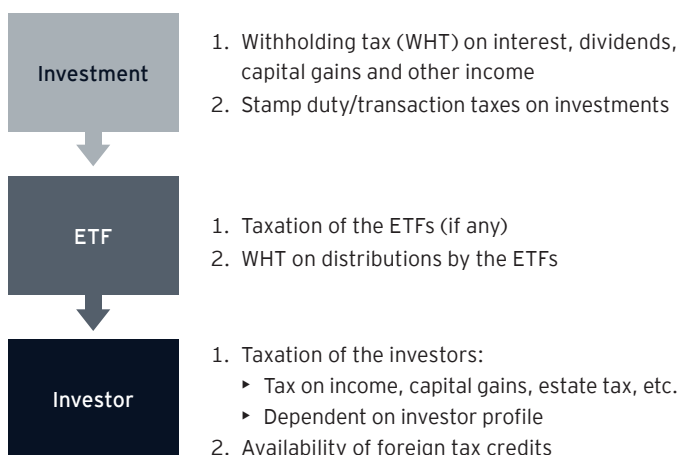 Investment
1. Withholding tax (WHT) on interest, dividends,
capital gains and other income
2. Stamp duty/transaction taxes on investments
ETF
1. Taxation of the ETFs (if any)
2. WHT on distributions by the ETFs
Investor
1. Taxation of the investors:
‣ Tax on income, capital gains, estate tax, etc.
‣ Dependent on investor profile
2. Availability of foreign tax credits